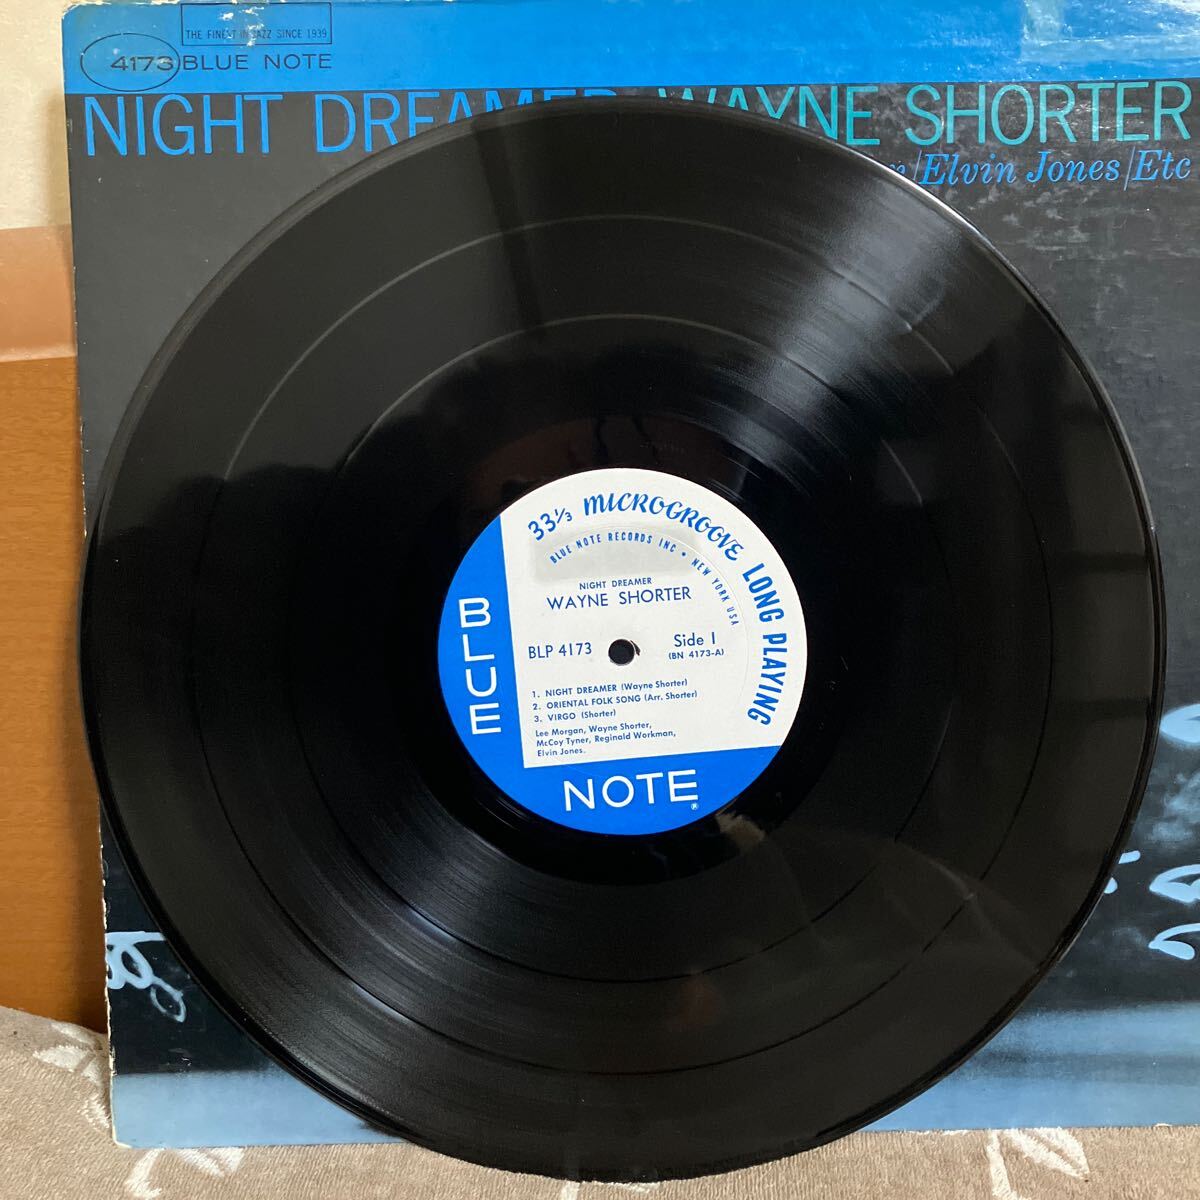 THE FINEST IN JAZZ SINCE 1939
4173 BLUE NOTE
NIGHT DREAMER WAYNE SHORTER
/Elvin Jones/Etc
33⅓ MICROGROOVE LONG PLAYING
BLUE NOTE RECORDS INC • NEW YORK USA
NIGHT DREAMER
WAYNE SHORTER
BLP 4173
Side 1
(BN 4173-A)
1. NIGHT DREAMER (Wayne Shorter)
2. ORIENTAL FOLK SONG (Arr. Shorter)
3. VIRGO (Shorter)
Lee Morgan, Wayne Shorter,
McCoy Tyner, Reginald Workman,
Elvin Jones.
BLUE
NOTE®